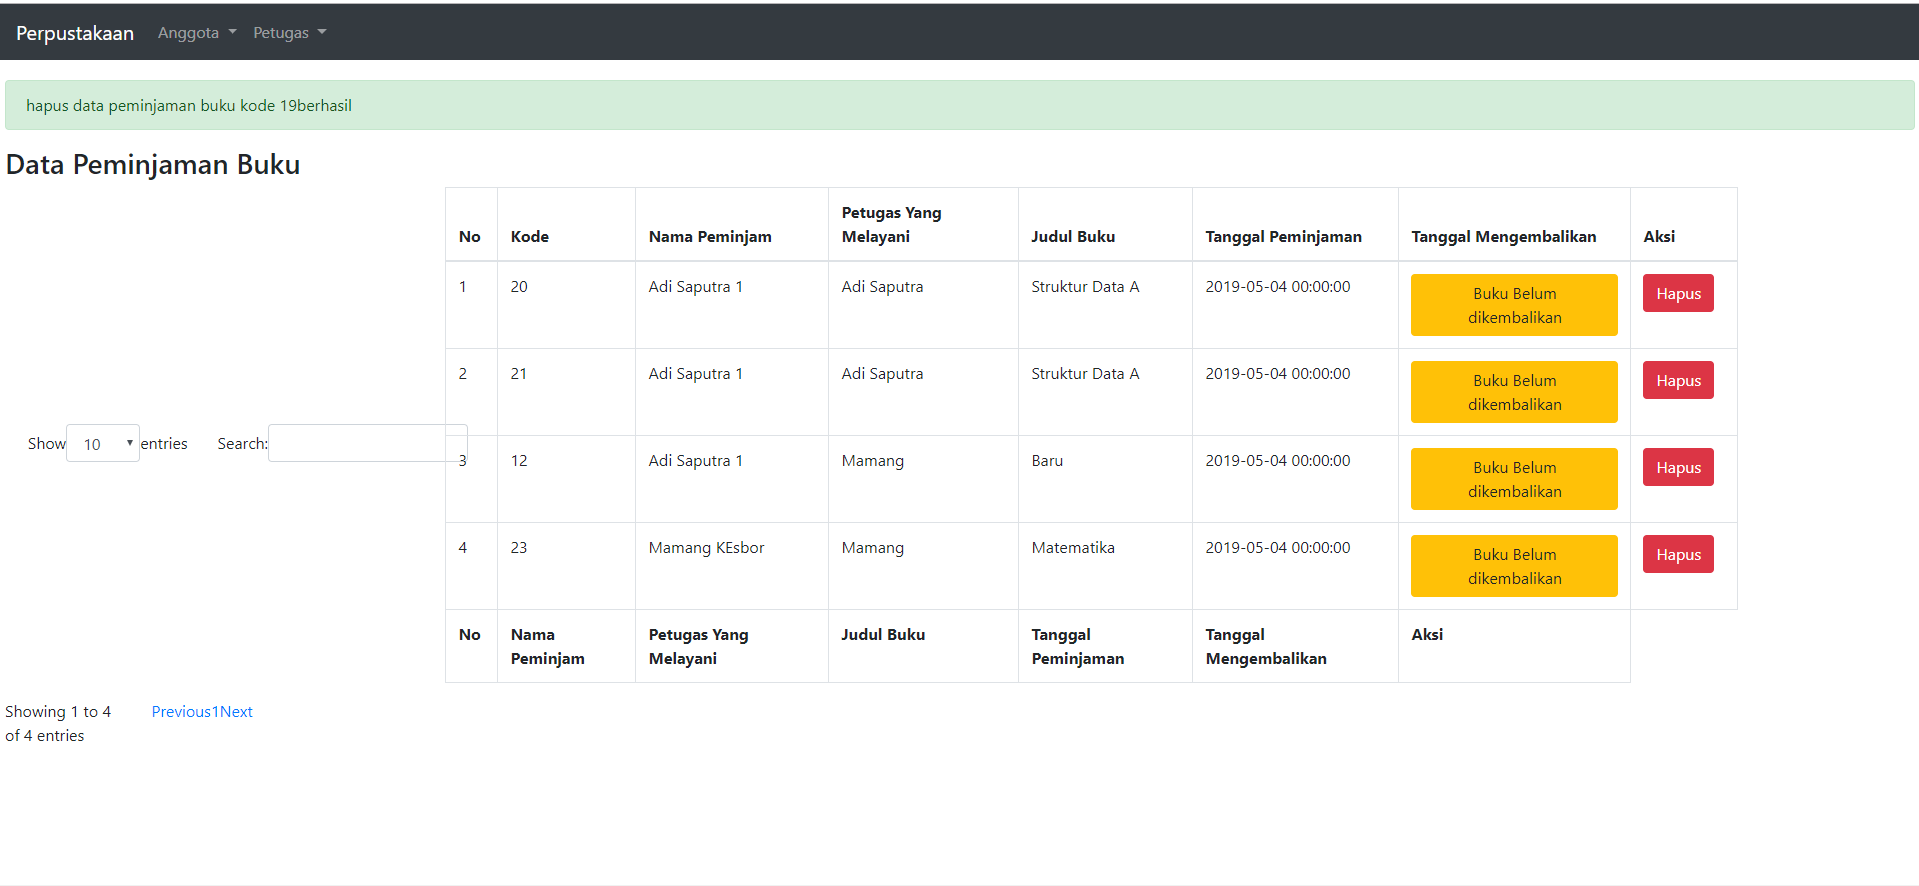 Perpustakaan Anggota Petugas
hapus data peminjaman buku kode 19berhasil
Data Peminjaman Buku
Show 10 entries Search:
No Kode Nama Peminjam Petugas Yang Melayani Judul Buku Tanggal Peminjaman Tanggal Mengembalikan Aksi
1 20 Adi Saputra 1 Adi Saputra Struktur Data A 2019-05-04 00:00:00 Buku Belum dikembalikan Hapus
2 21 Adi Saputra 1 Adi Saputra Struktur Data A 2019-05-04 00:00:00 Buku Belum dikembalikan Hapus
3 12 Adi Saputra 1 Mamang Baru 2019-05-04 00:00:00 Buku Belum dikembalikan Hapus
4 23 Mamang KEsbor Mamang Matematika 2019-05-04 00:00:00 Buku Belum dikembalikan Hapus
No Nama Peminjam Petugas Yang Melayani Judul Buku Tanggal Peminjaman Tanggal Mengembalikan Aksi
Showing 1 to 4 of 4 entries
Previous1Next